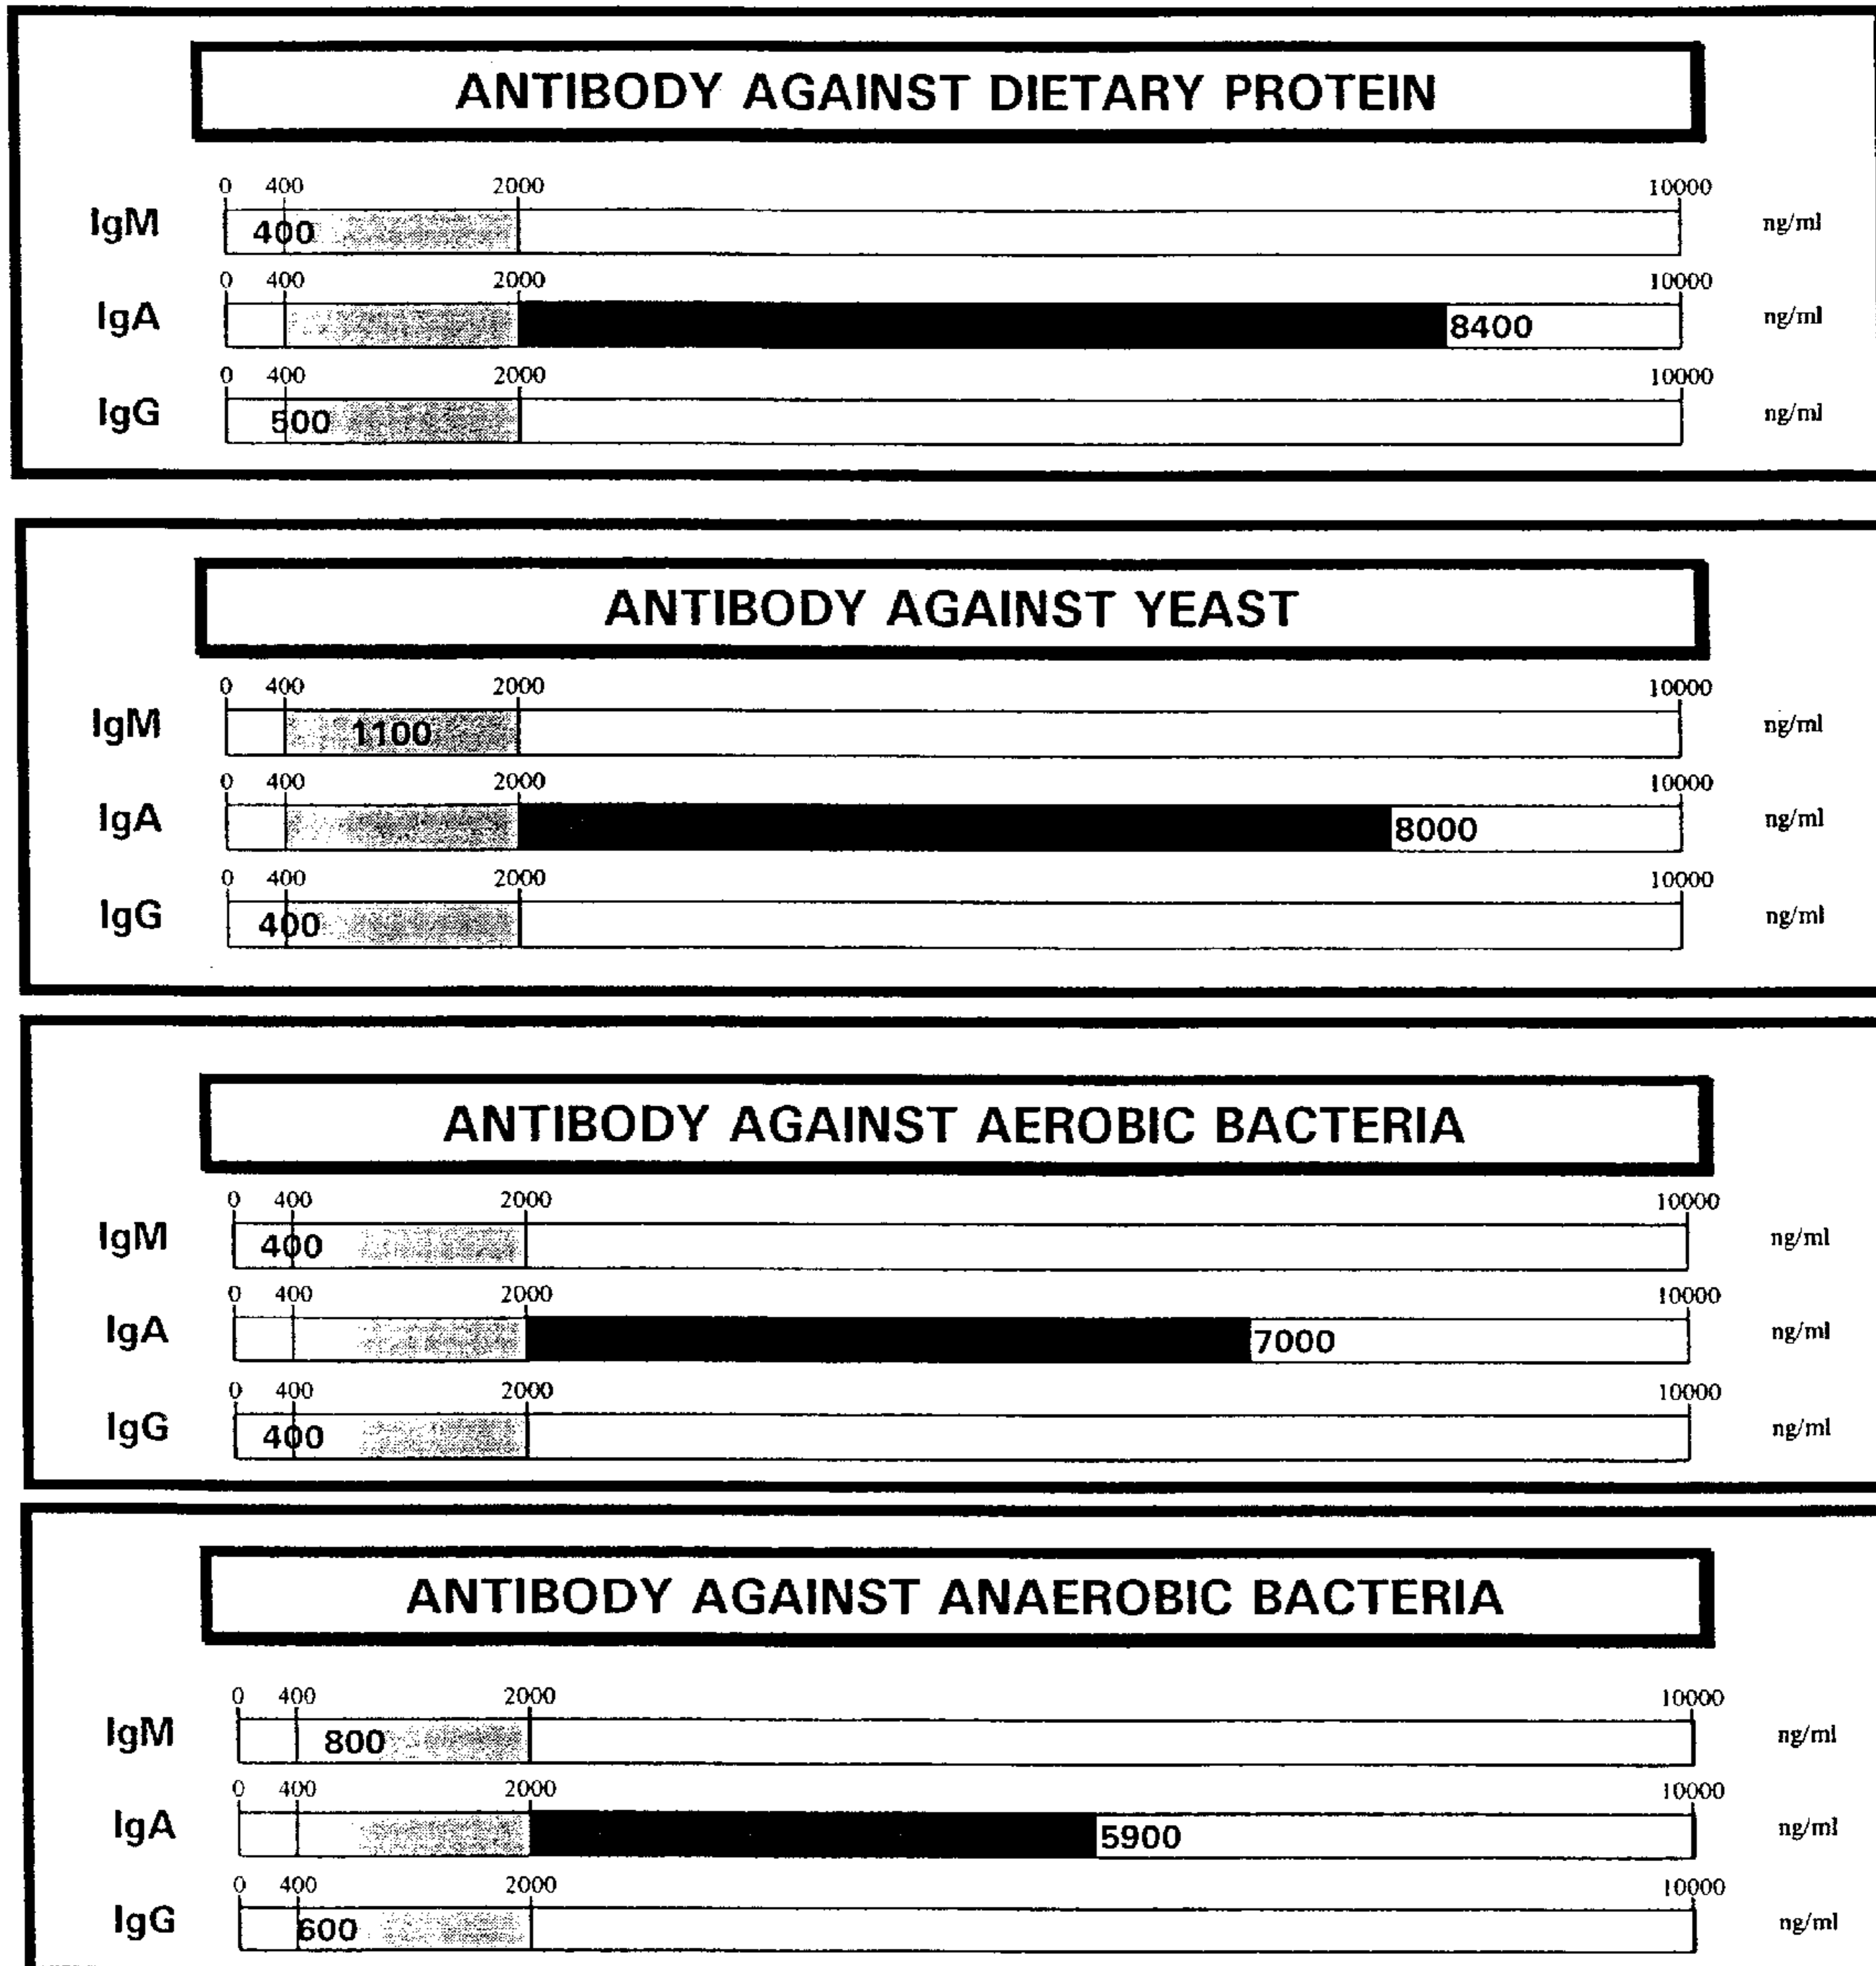 ANTIBODY AGAINST DIETARY PROTEIN
0 400 2000 10000
IgM 400 ng/ml
0 400 2000 10000
IgA 8400 ng/ml
0 400 2000 10000
IgG 500 ng/ml
ANTIBODY AGAINST YEAST
0 400 2000 10000
IgM 1100 ng/ml
0 400 2000 10000
IgA 8000 ng/ml
0 400 2000 10000
IgG 400 ng/ml
ANTIBODY AGAINST AEROBIC BACTERIA
0 400 2000 10000
IgM 400 ng/ml
0 400 2000 10000
IgA 7000 ng/ml
0 400 2000 10000
IgG 400 ng/ml
ANTIBODY AGAINST ANAEROBIC BACTERIA
0 400 2000 10000
IgM 800 ng/ml
0 400 2000 10000
IgA 5900 ng/ml
0 400 2000 10000
IgG 600 ng/ml